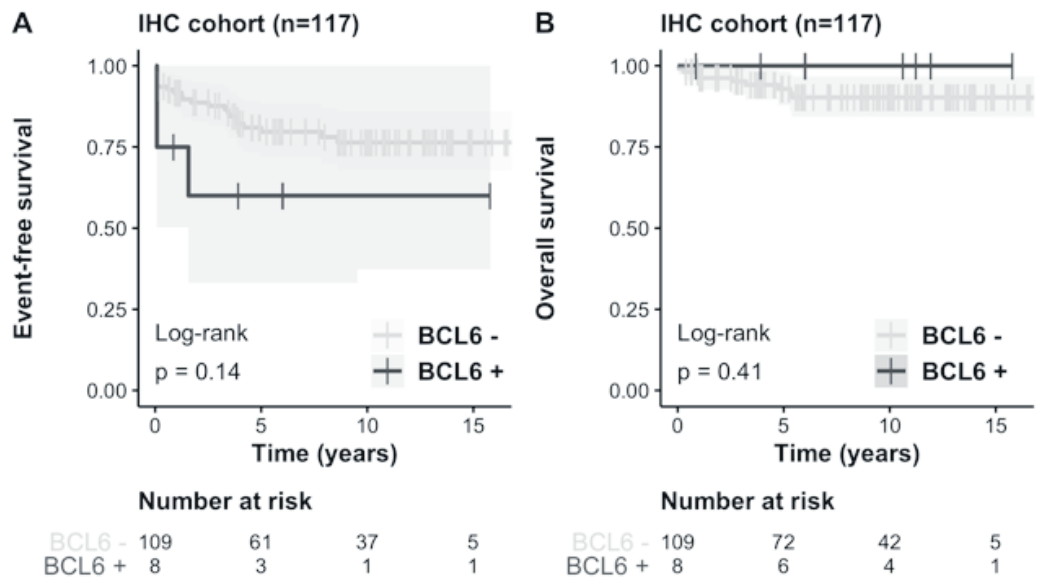 A
IHC cohort (n=117)
Event-free survival
1.00
0.75
0.50
0.25
0.00
Log-rank
p = 0.14
BCL6 -
BCL6 +
0 5 10 15
Time (years)
Number at risk
BCL6 - 109 61 37 5
BCL6 + 8 3 1 1
B
IHC cohort (n=117)
Overall survival
1.00
0.75
0.50
0.25
0.00
Log-rank
p = 0.41
BCL6 -
BCL6 +
0 5 10 15
Time (years)
Number at risk
BCL6 - 109 72 42 5
BCL6 + 8 6 4 1